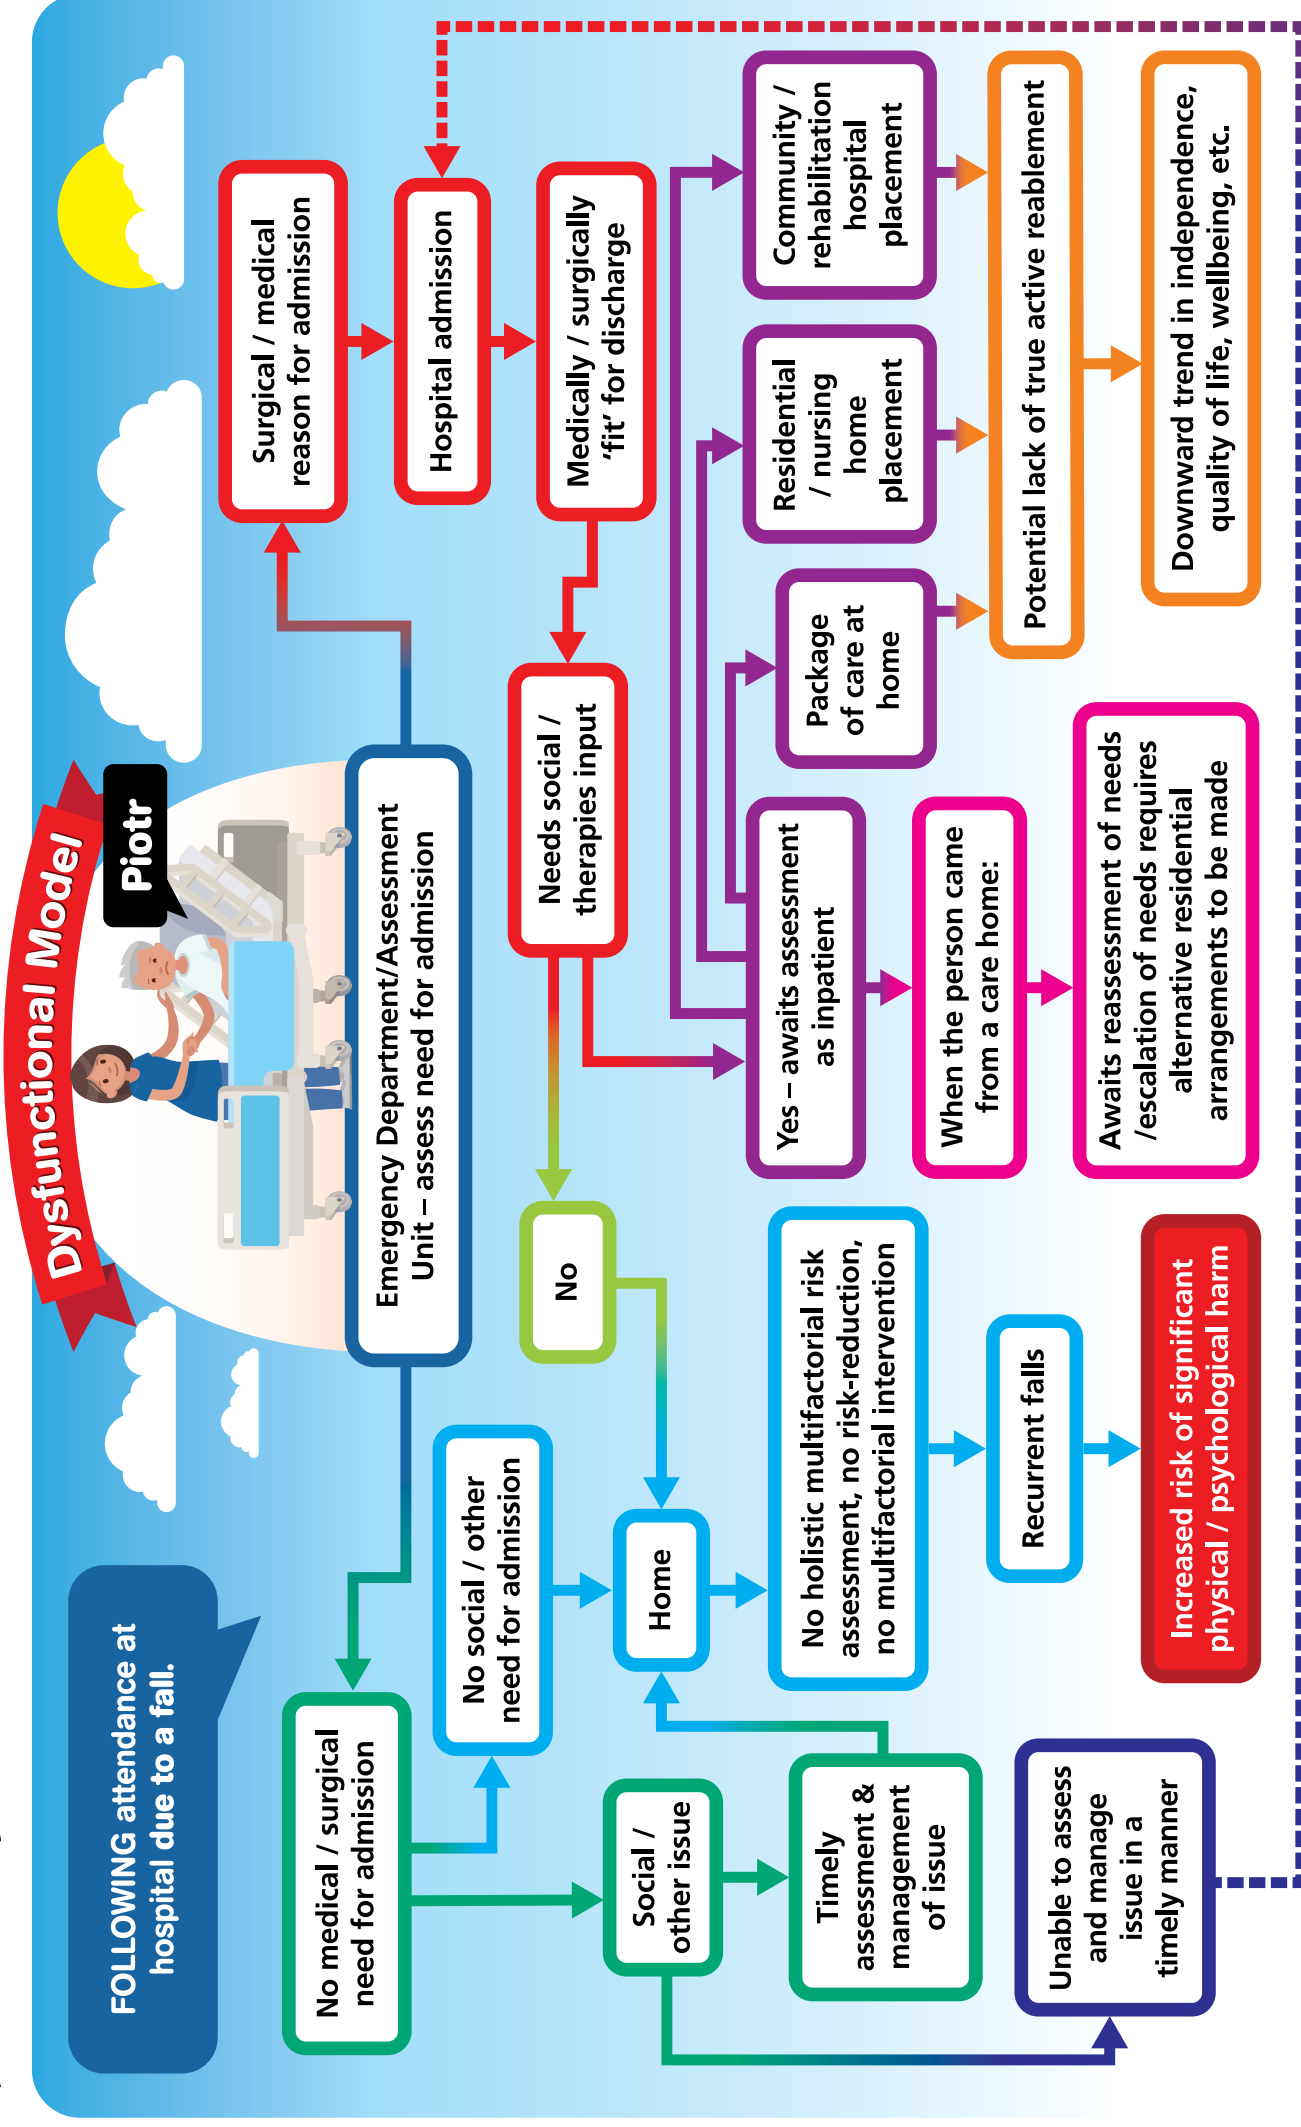 Dysfunctional Model
Piotr
FOLLOWING attendance at
hospital due to a fall.
Emergency Department/Assessment
Unit – assess need for admission
No medical / surgical
need for admission
No social / other
need for admission
Social /
other issue
Timely
assessment &
management
of issue
Unable to assess
and manage
issue in a
timely manner
Home
No holistic multifactorial risk
assessment, no risk-reduction,
no multifactorial intervention
Recurrent falls
Increased risk of significant
physical / psychological harm
Surgical / medical
reason for admission
Hospital admission
Medically / surgically
‘fit’ for discharge
Needs social /
therapies input
No
Yes – awaits assessment
as inpatient
When the person came
from a care home:
Awaits reassessment of needs
/escalation of needs requires
alternative residential
arrangements to be made
Package
of care at
home
Residential
/ nursing
home
placement
Community /
rehabilitation
hospital
placement
Potential lack of true active reablement
Downward trend in independence,
quality of life, wellbeing, etc.